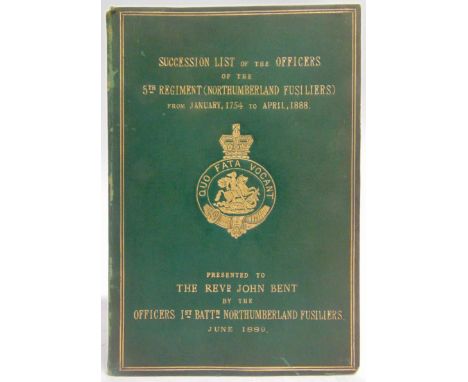 SUCCESSION LIST OF THE OFFICERS
OF THE
5TH REGIMENT (NORTHUMBERLAND FUSILIERS)
FROM JANUARY, 1754 TO APRIL, 1888.
QUO FATA VOCANT
PRESENTED TO
THE REVD JOHN BENT
BY THE
OFFICERS 1ST BATTN NORTHUMBERLAND FUSILIERS.
JUNE 1889.